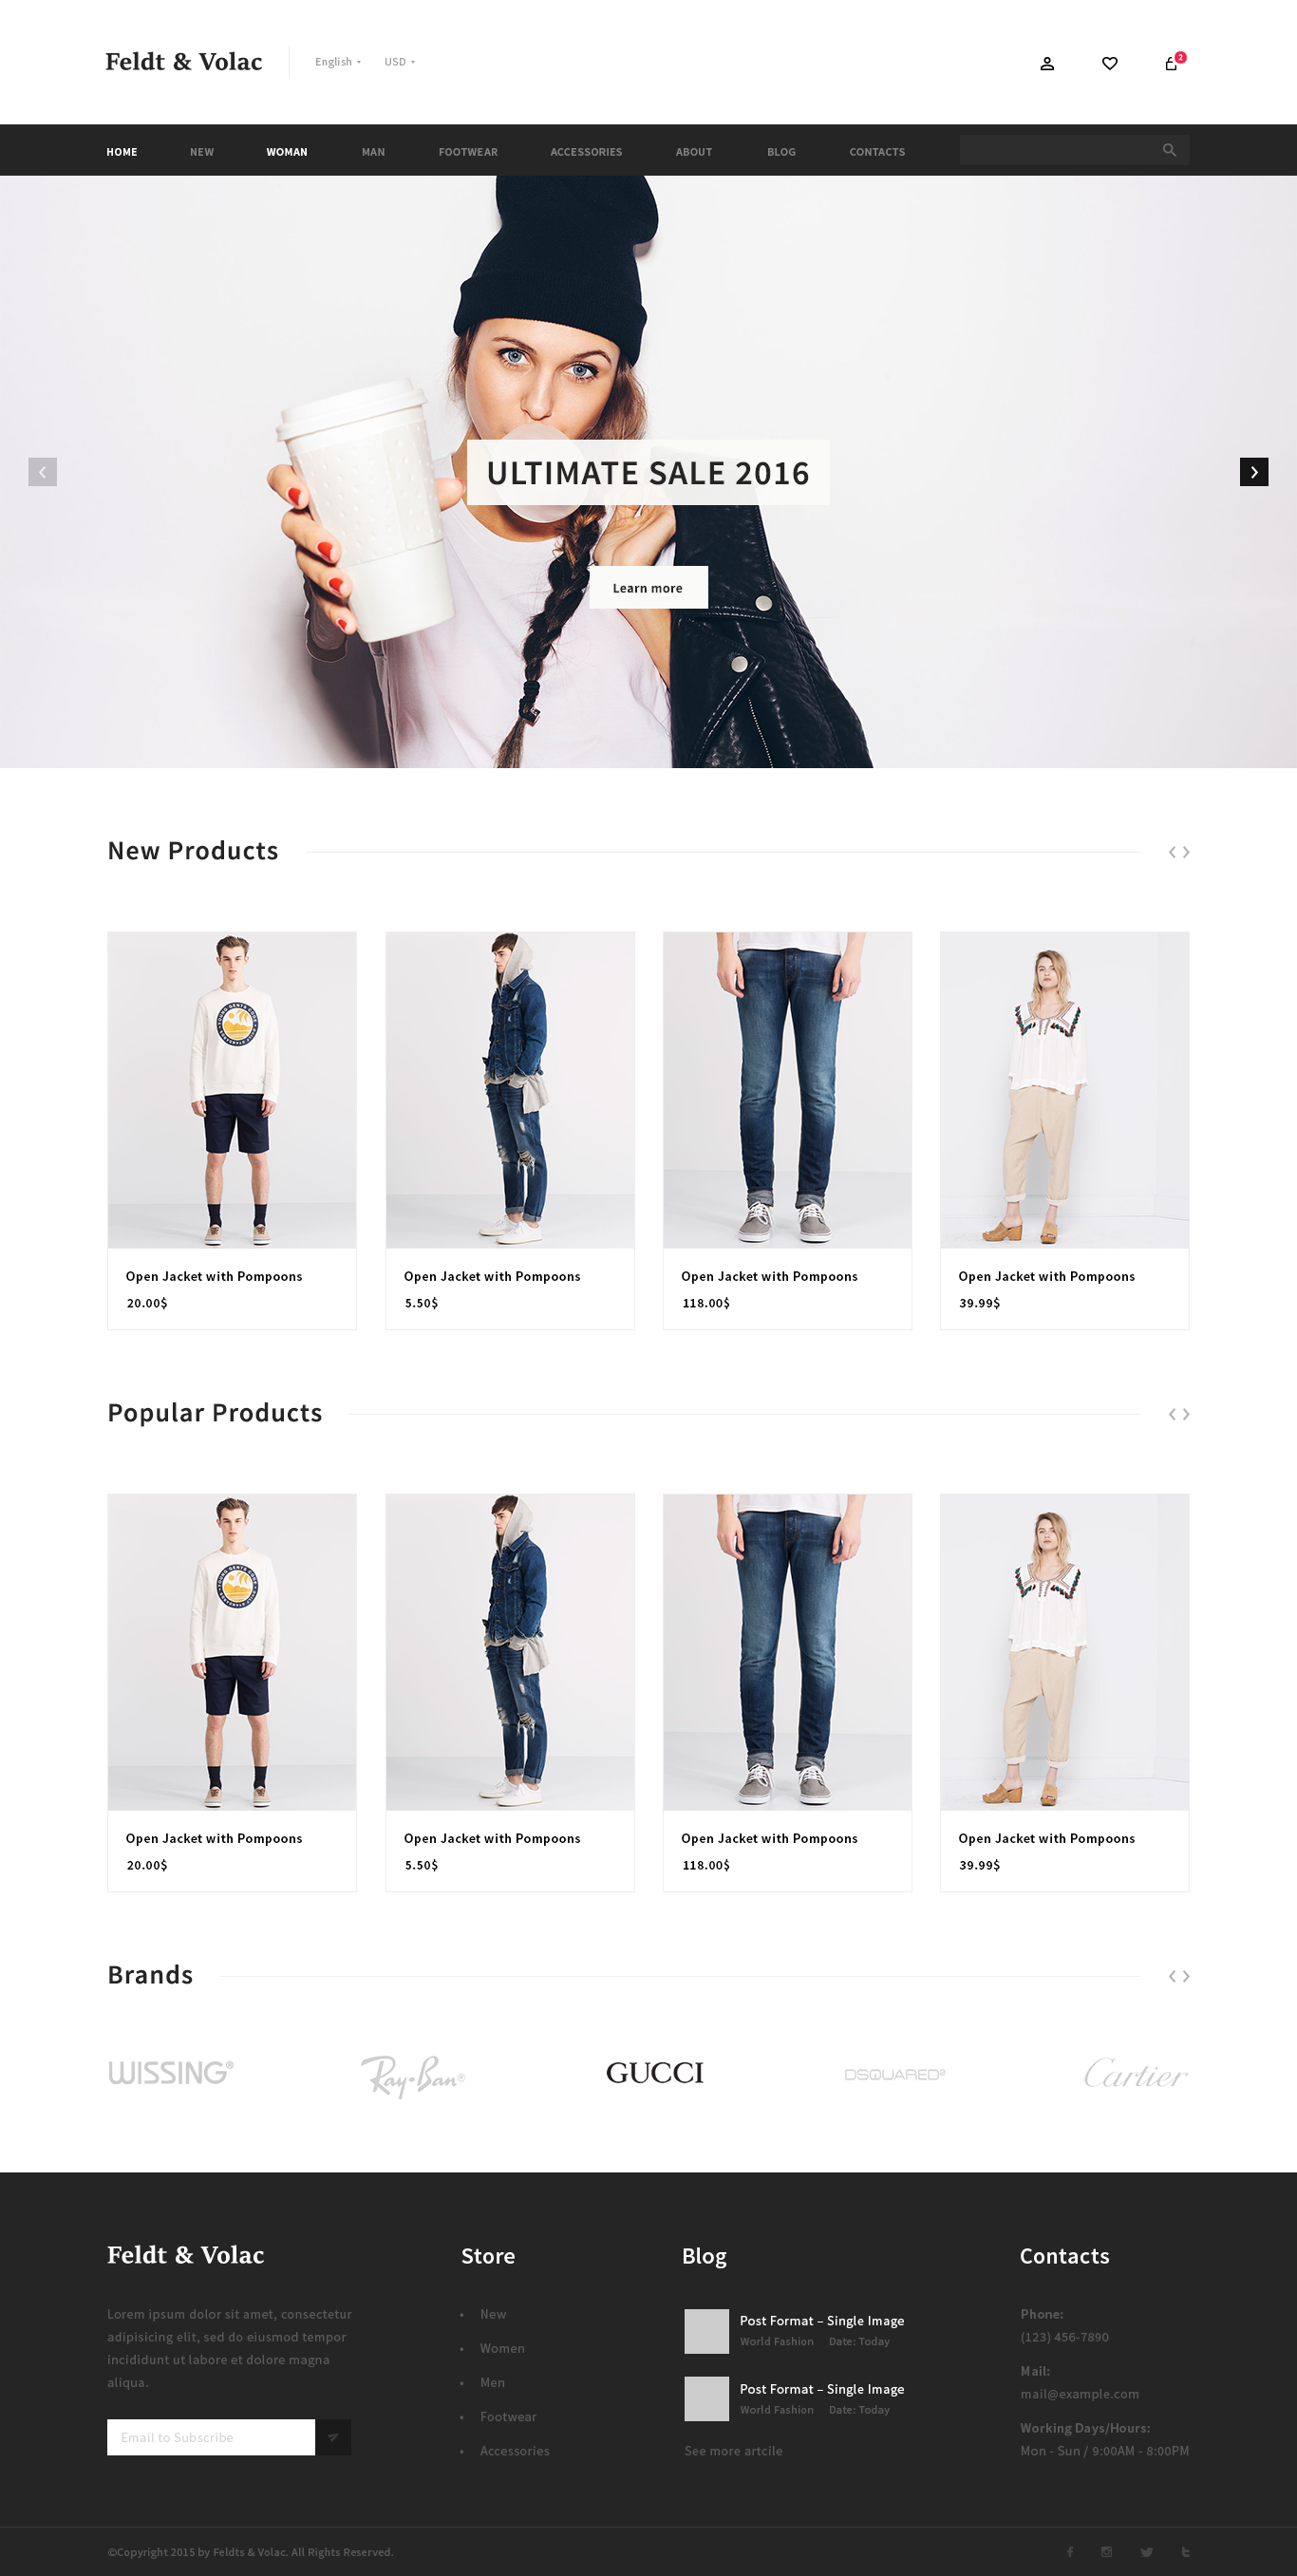 Feldt & Volac
English USD
2
HOME NEW WOMAN MAN FOOTWEAR ACCESSORIES ABOUT BLOG CONTACTS
ULTIMATE SALE 2016
Learn more
New Products
Open Jacket with Pompoons
20.00$
Open Jacket with Pompoons
5.50$
Open Jacket with Pompoons
118.00$
Open Jacket with Pompoons
39.99$
Popular Products
Open Jacket with Pompoons
20.00$
Open Jacket with Pompoons
5.50$
Open Jacket with Pompoons
118.00$
Open Jacket with Pompoons
39.99$
Brands
WISSING®
Ray-Ban®
GUCCI
DSQUARED2
Cartier
Feldt & Volac
Lorem ipsum dolor sit amet, consectetur
adipisicing elit, sed do eiusmod tempor
incididunt ut labore et dolore magna
aliqua.
Email to Subscribe
Store
• New
• Women
• Men
• Footwear
• Accessories
Blog
Post Format – Single Image
World Fashion Date: Today
Post Format – Single Image
World Fashion Date: Today
See more artcile
Contacts
Phone:
(123) 456-7890
Mail:
mail@example.com
Working Days/Hours:
Mon - Sun / 9:00AM - 8:00PM
©Copyright 2015 by Feldts & Volac. All Rights Reserved.